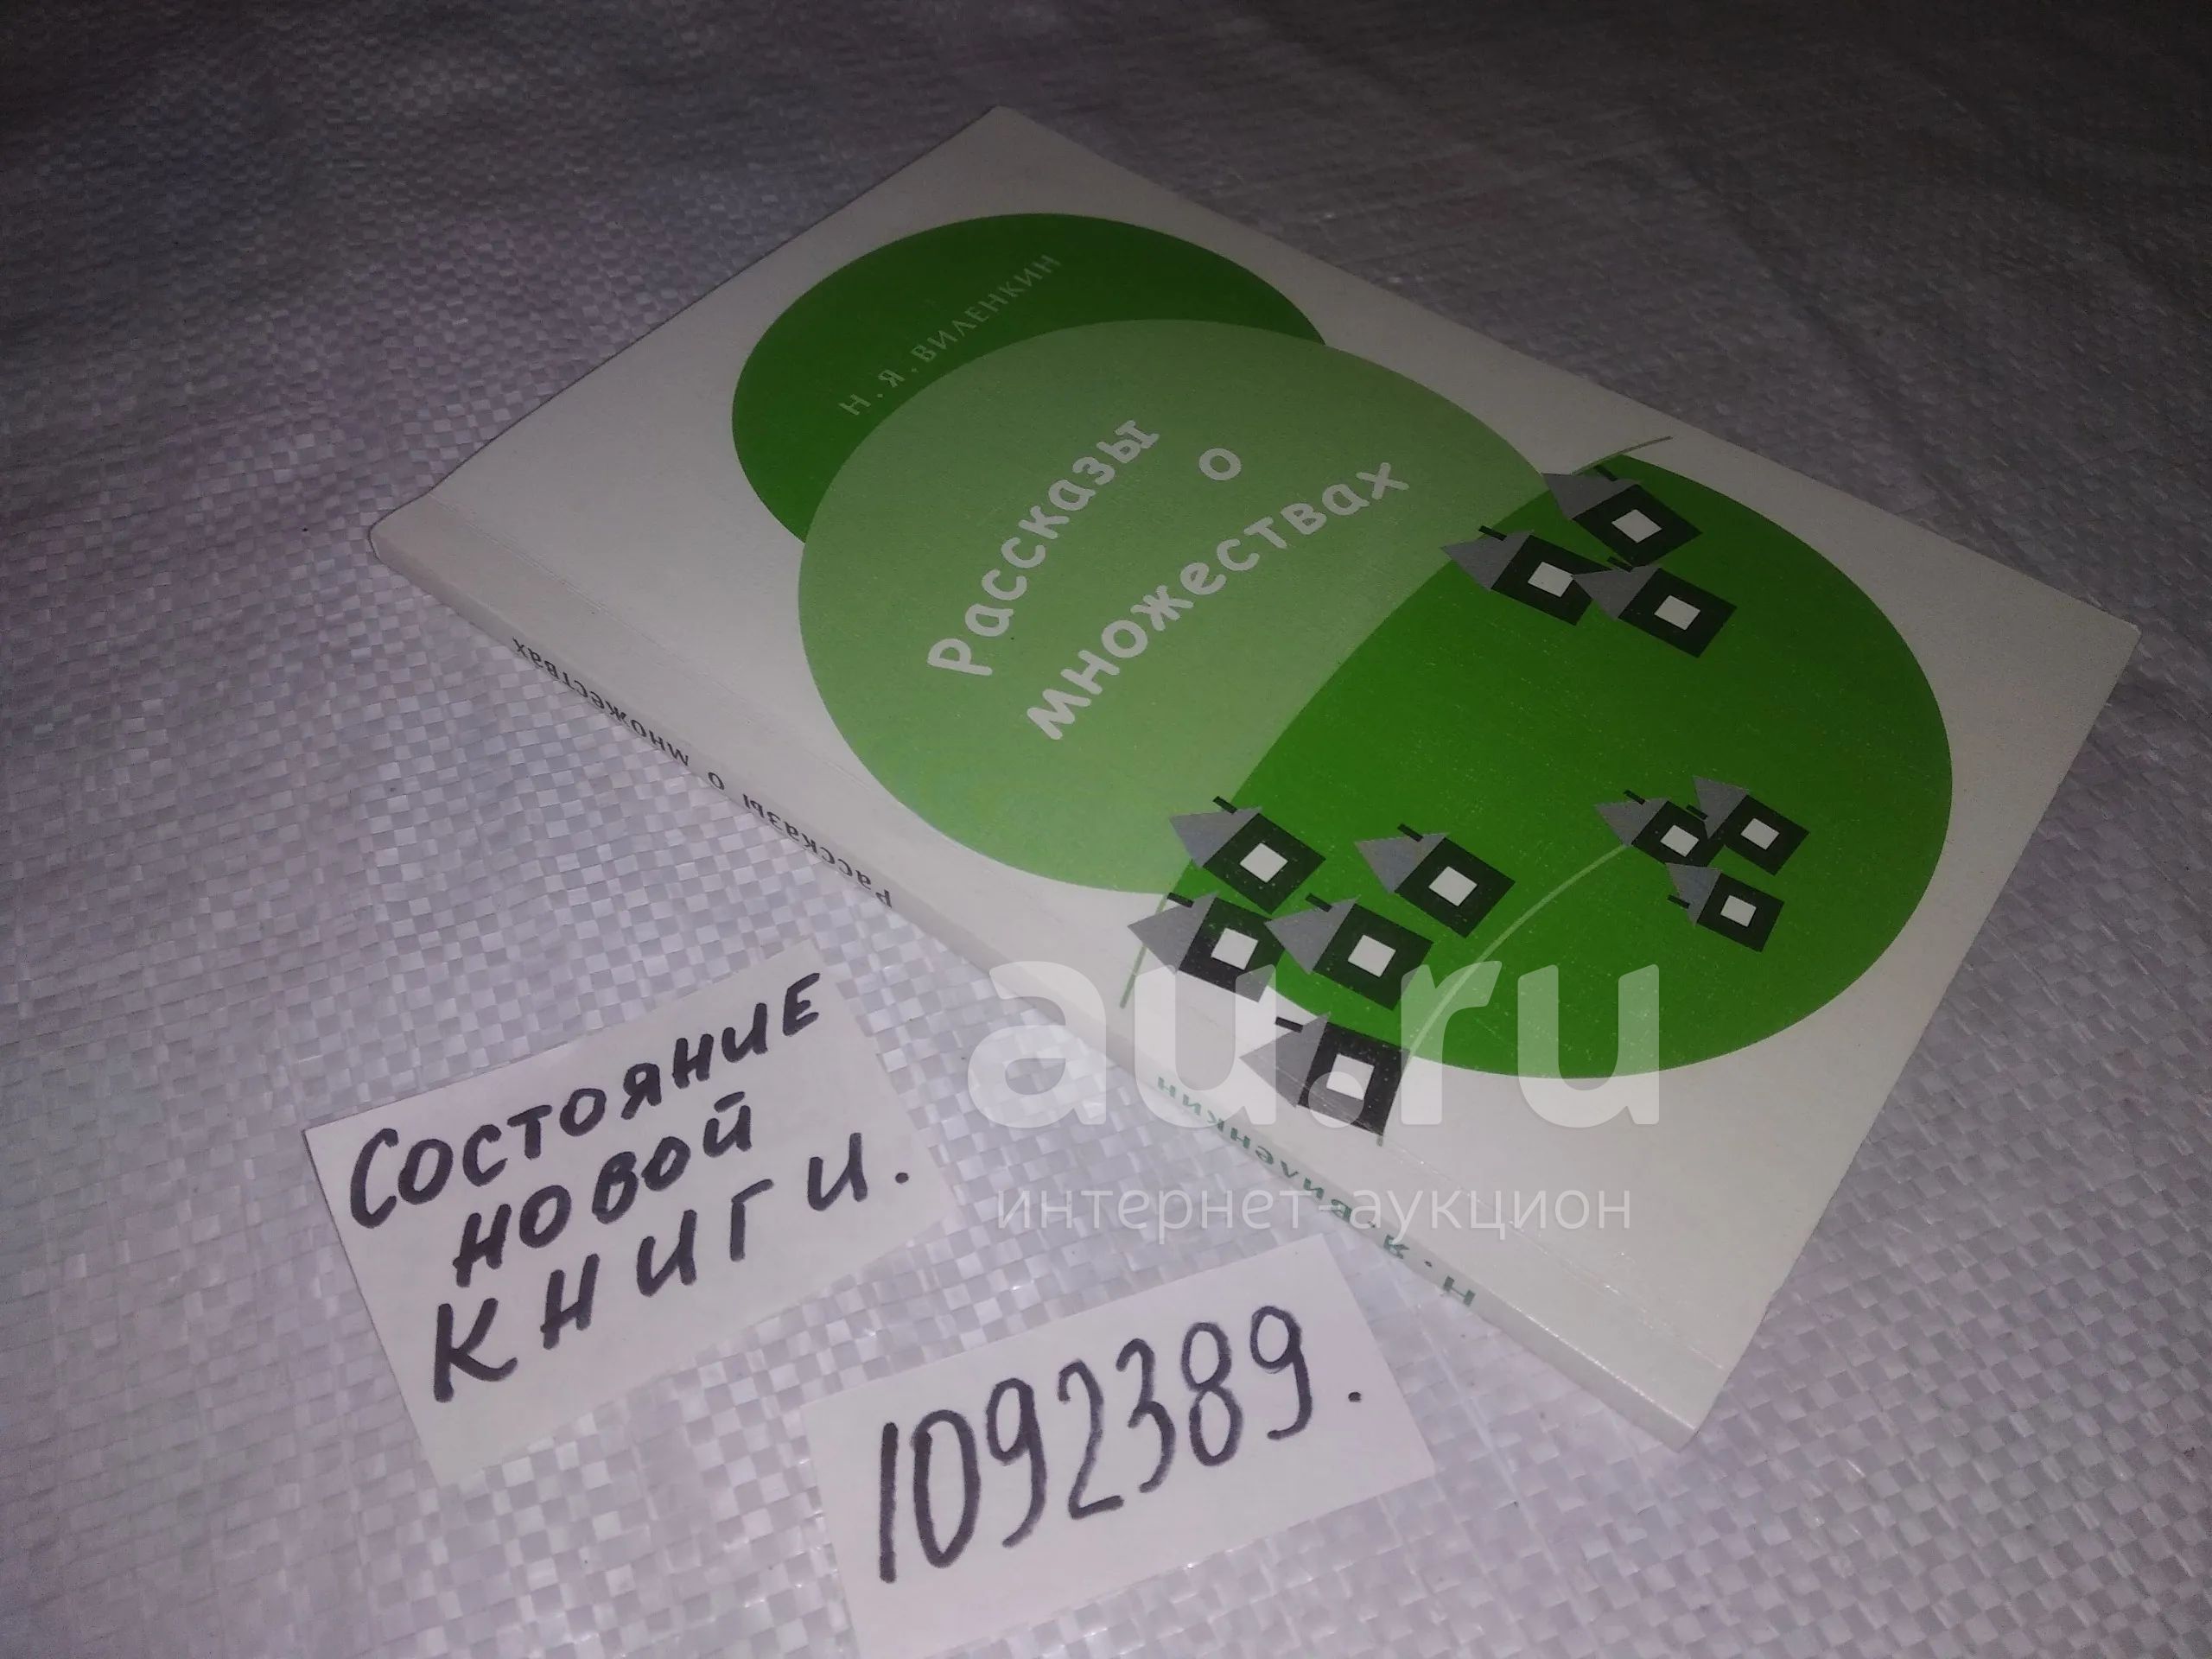 Н.Я.ВИЛЕНКИН
Рассказы
о
множествах
Рассказы о множествах
Н.Я.Виленкин
au.ru
интернет-аукцион
Состояние
новой
книги.
1092389.